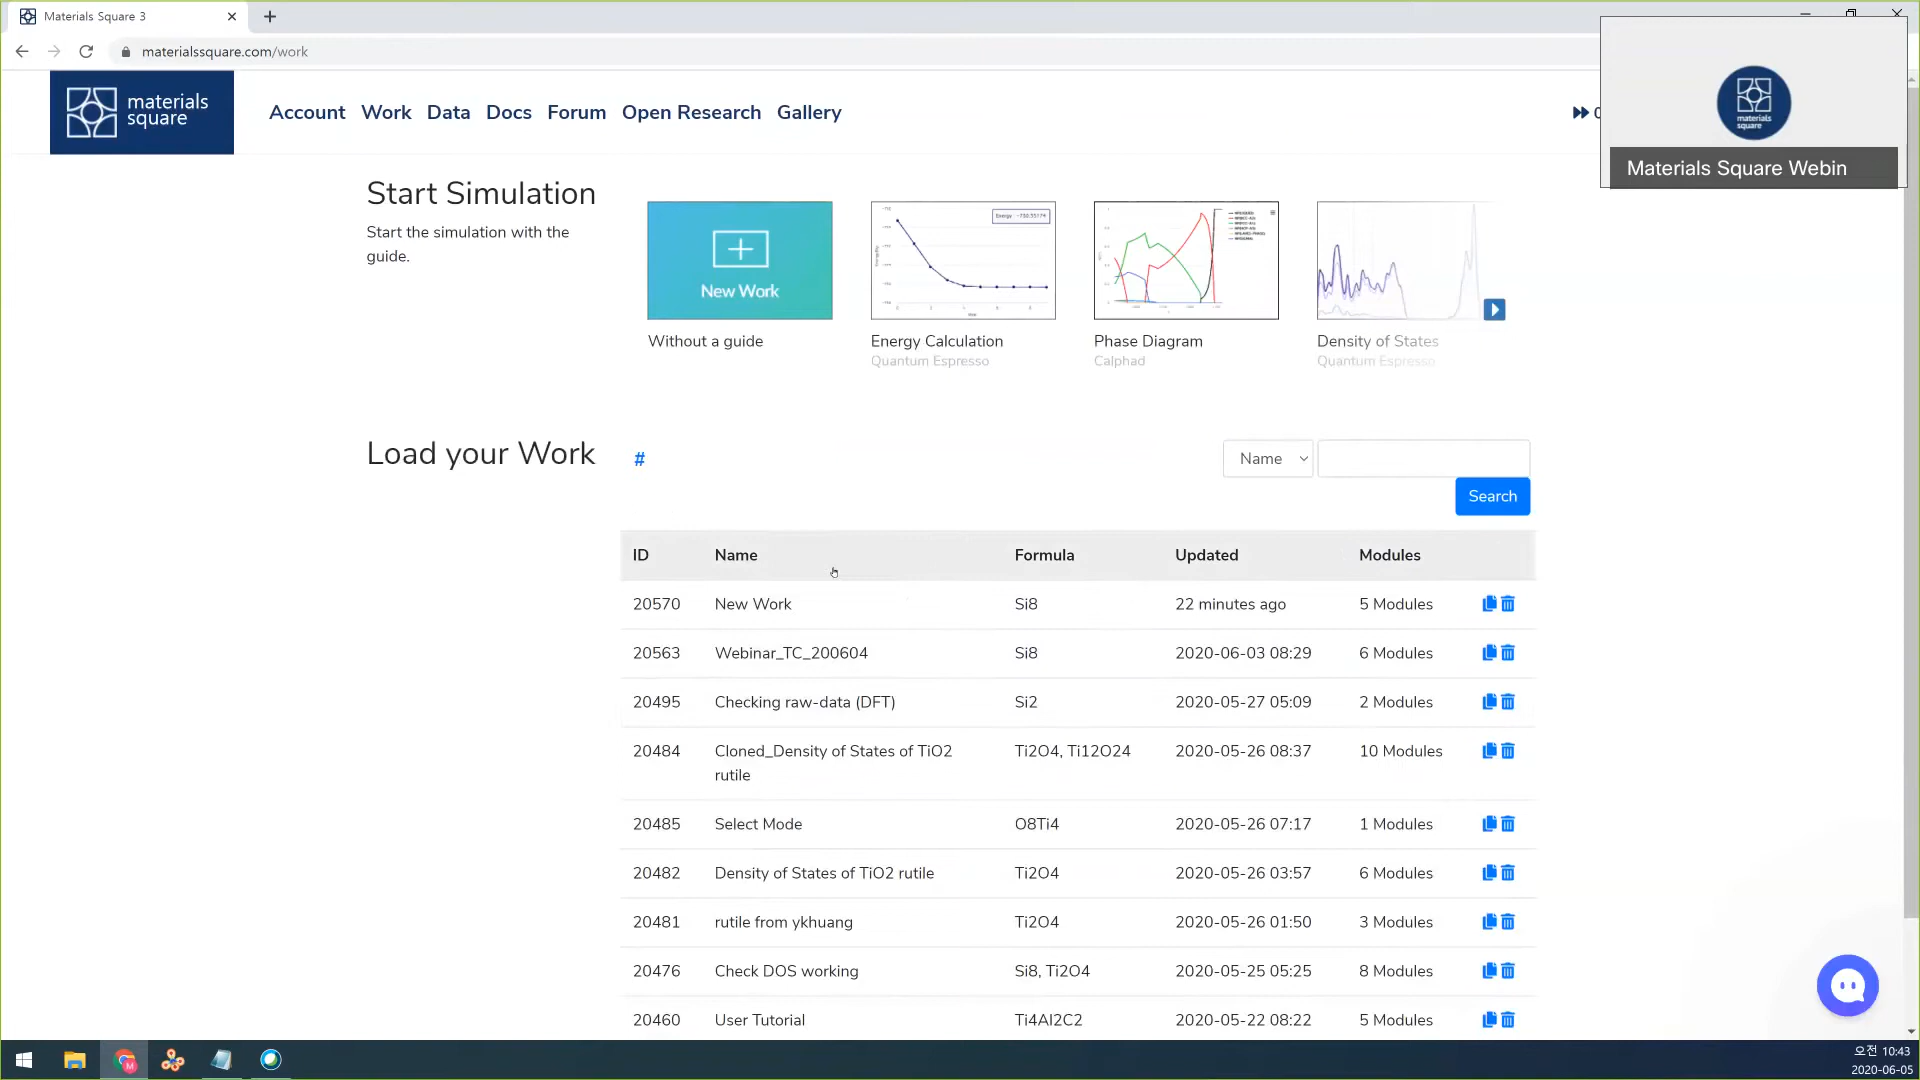 Materials Square 3
materialssquare.com/work
materials
square
Account Work Data Docs Forum Open Research Gallery
materials
square
Materials Square Webin
Start Simulation
Start the simulation with the
guide.
New Work
Without a guide
Energy Calculation
Quantum Espresso
Phase Diagram
Calphad
Density of States
Quantum Espresso
Load your Work
#
Name
Search
ID Name Formula Updated Modules
20570 New Work Si8 22 minutes ago 5 Modules
20563 Webinar_TC_200604 Si8 2020-06-03 08:29 6 Modules
20495 Checking raw-data (DFT) Si2 2020-05-27 05:09 2 Modules
20484 Cloned_Density of States of TiO2 Ti2O4, Ti12O24 2020-05-26 08:37 10 Modules
rutile
20485 Select Mode O8Ti4 2020-05-26 07:17 1 Modules
20482 Density of States of TiO2 rutile Ti2O4 2020-05-26 03:57 6 Modules
20481 rutile from ykhuang Ti2O4 2020-05-26 01:50 3 Modules
20476 Check DOS working Si8, Ti2O4 2020-05-25 05:25 8 Modules
20460 User Tutorial Ti4Al2C2 2020-05-22 08:22 5 Modules
오전 10:43
2020-06-05